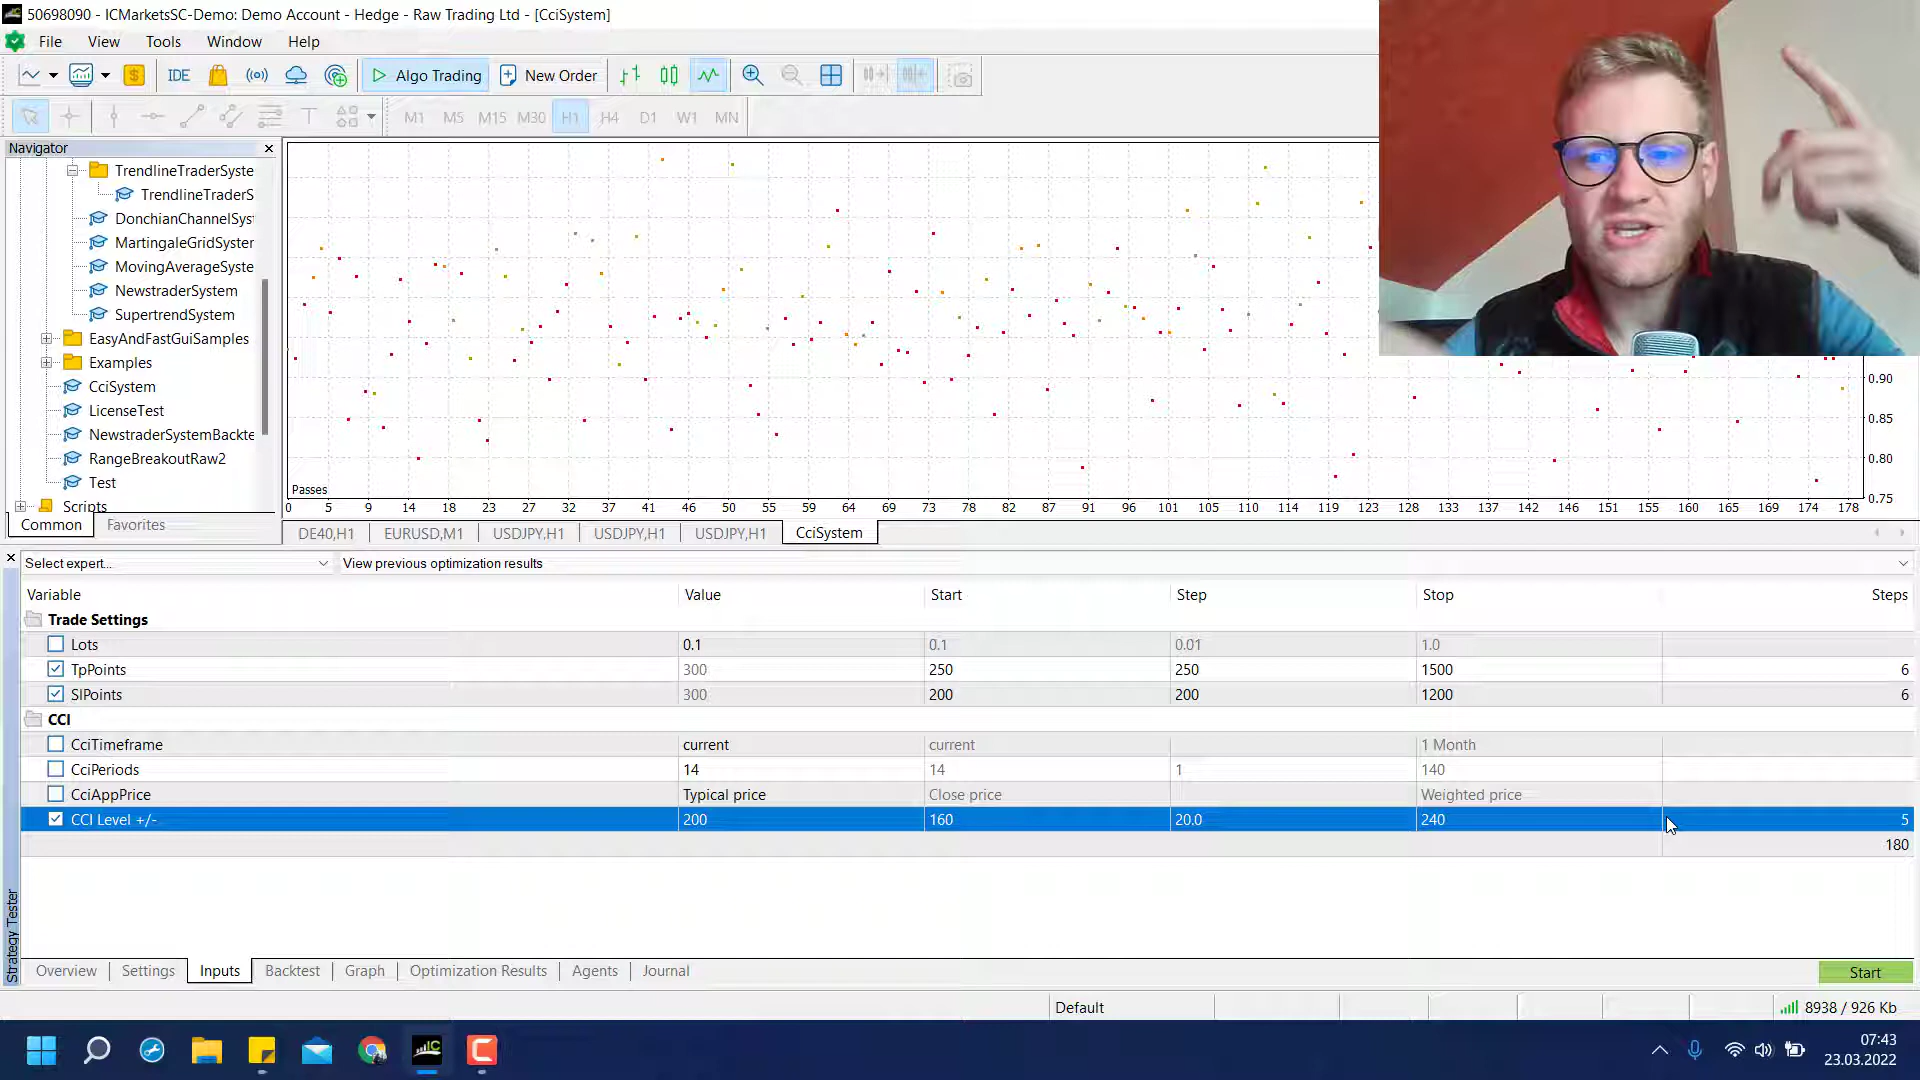 50698090 - ICMarketsSC-Demo: Demo Account - Hedge - Raw Trading Ltd - [CciSystem]
File View Tools Window Help
IDE Algo Trading New Order
M1 M5 M15 M30 H1 H4 D1 W1 MN
Navigator
TrendlineTraderSyste
TrendlineTraderS
DonchianChannelSyst
MartingaleGridSyster
MovingAverageSyste
NewstraderSystem
SupertrendSystem
EasyAndFastGuiSamples
Examples
CciSystem
LicenseTest
NewstraderSystemBackte
RangeBreakoutRaw2
Test
Scripts
Common Favorites
0.90
0.85
0.80
0.75
Passes
0 5 9 14 18 23 27 32 37 41 46 50 55 59 64 69 73 78 82 87 91 96 101 105 110 114 119 123 128 133 137 142 146 151 155 160 165 169 174 178
DE40,H1 EURUSD,M1 USDJPY,H1 USDJPY,H1 USDJPY,H1 CciSystem
Select expert... View previous optimization results
Variable Value Start Step Stop Steps
Trade Settings
Lots 0.1 0.1 0.01 1.0
TpPoints 300 250 250 1500 6
SlPoints 300 200 200 1200 6
CCI
CciTimeframe current current 1 Month
CciPeriods 14 14 1 140
CciAppPrice Typical price Close price Weighted price
CCI Level +/- 200 160 20.0 240 5
180
Strategy Tester
Overview Settings Inputs Backtest Graph Optimization Results Agents Journal Start
Default 8938 / 926 Kb
IC
07:43
23.03.2022